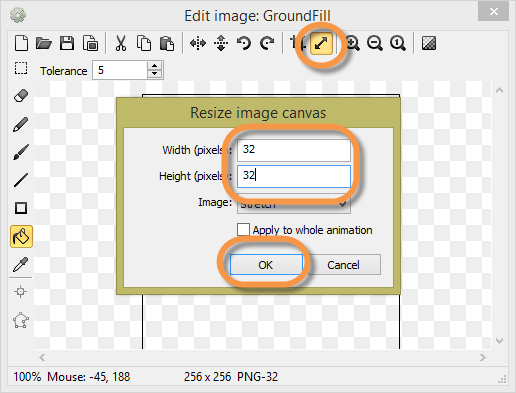 Edit image: GroundFill
Tolerance 5
Resize image canvas
Width (pixels): 32
Height (pixels): 32
Image: Stretch
Apply to whole animation
OK Cancel
100% Mouse: -45, 188 256 x 256 PNG-32